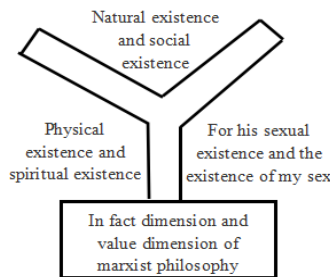 Natural existence
and social
existence
Physical
existence and
spiritual existence
For his sexual
existence and the
existence of my sex
In fact dimension and
value dimension of
marxist philosophy